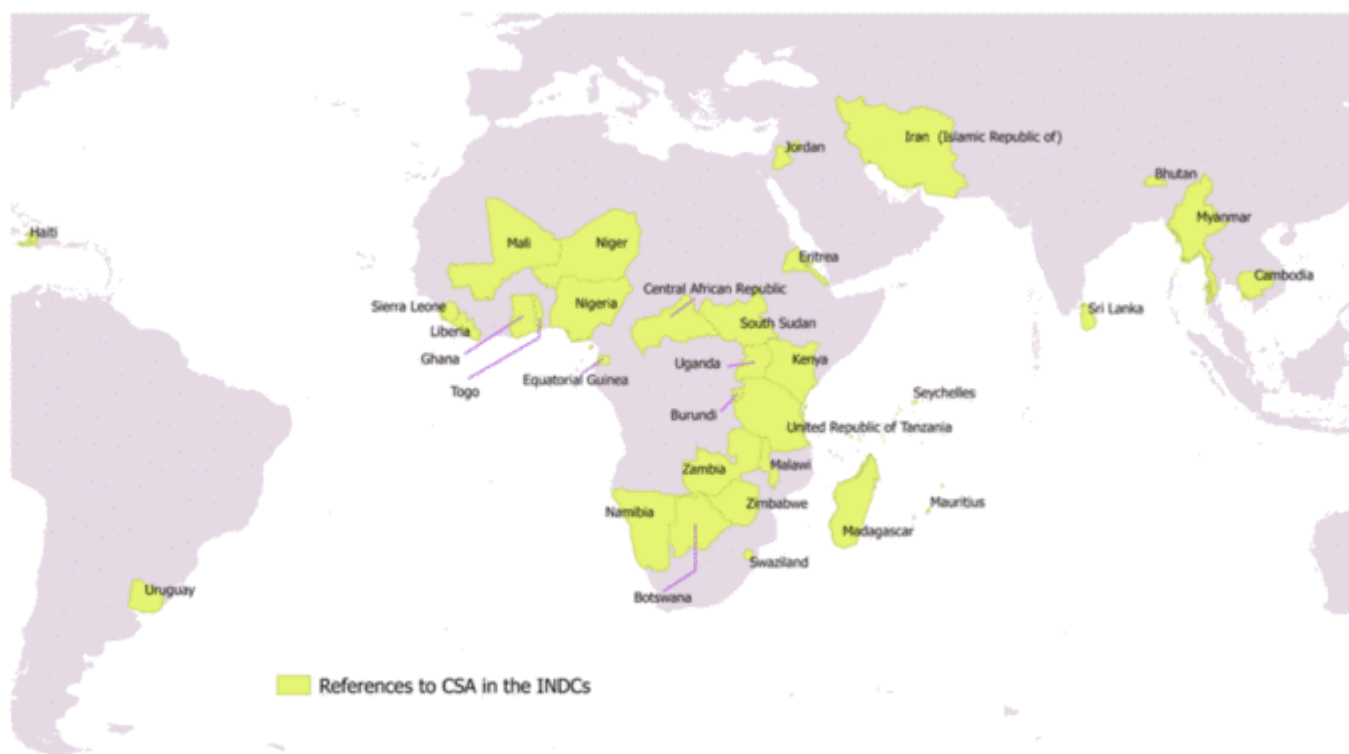 Iran (Islamic Republic of)
Jordan
Bhutan
Myanmar
Haiti
Mali
Niger
Eritrea
Cambodia
Central African Republic
Sierra Leone
Nigeria
Sri Lanka
South Sudan
Liberia
Ghana
Uganda
Kenya
Equatorial Guinea
Togo
Seychelles
Burundi
United Republic of Tanzania
Zambia
Malawi
Mauritius
Zimbabwe
Namibia
Madagascar
Swaziland
Uruguay
Botswana
References to CSA in the INDCs